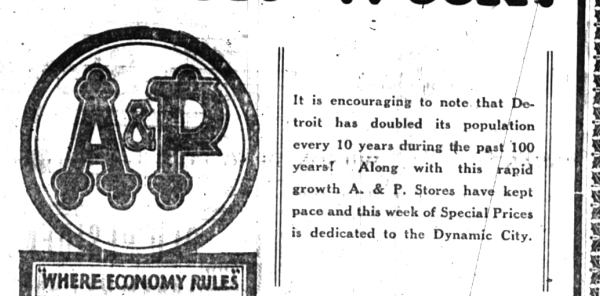 A&P
"WHERE ECONOMY RULES"
It is encouraging to note that De-
troit has doubled its population
every 10 years during the past 100
years! Along with this rapid
growth A. & P. Stores have kept
pace and this week of Special Prices
is dedicated to the Dynamic City.